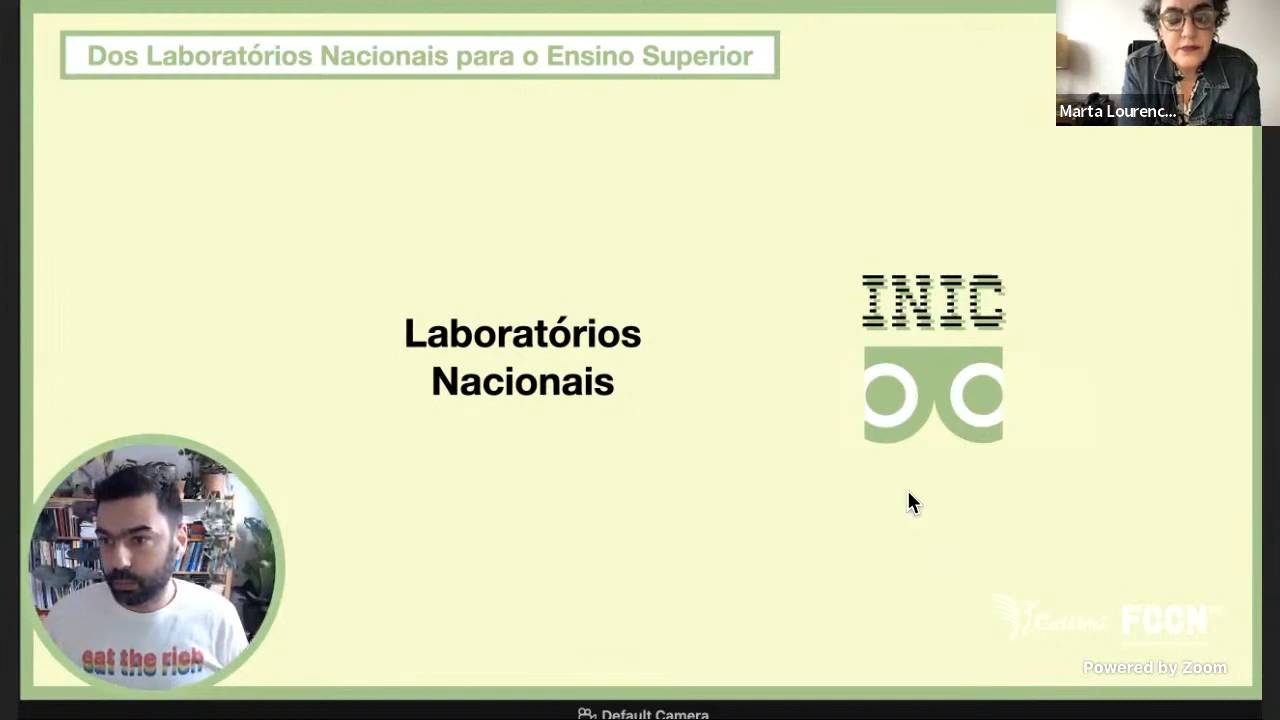 Dos Laboratórios Nacionais para o Ensino Superior
Marta Lourenc...
INIC
Laboratórios
Nacionais
eat the rich
Colibri FCCN
Powered by Zoom
Default Camera